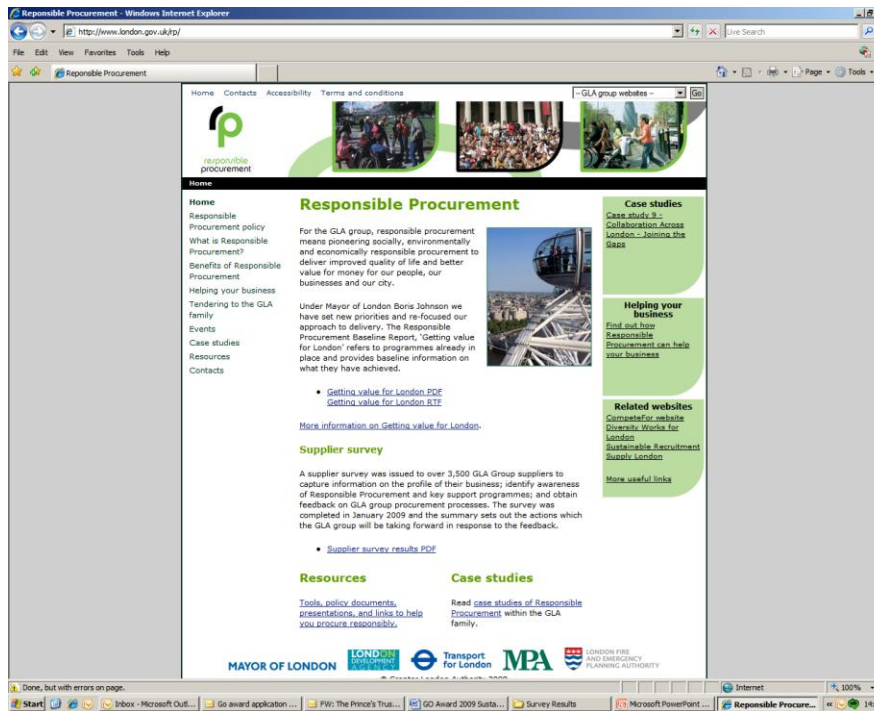 Reponsible Procurement - Windows Internet Explorer
http://www.london.gov.uk/rp/
Live Search
File Edit View Favorites Tools Help
Reponsible Procurement
Page Tools
Home Contacts Accessibility Terms and conditions
-- GLA group websites -- Go
rp
responsible
procurement
Home
Home
Responsible
Procurement policy
What is Responsible
Procurement?
Benefits of Responsible
Procurement
Helping your business
Tendering to the GLA
family
Events
Case studies
Resources
Contacts
Responsible Procurement
For the GLA group, responsible procurement
means pioneering socially, environmentally
and economically responsible procurement to
deliver improved quality of life and better
value for money for our people, our
businesses and our city.
Under Mayor of London Boris Johnson we
have set new priorities and re-focused our
approach to delivery. The Responsible
Procurement Baseline Report, 'Getting value
for London' refers to programmes already in
place and provides baseline information on
what they have achieved.
• Getting value for London PDF
Getting value for London RTF
More information on Getting value for London.
Supplier survey
A supplier survey was issued to over 3,500 GLA Group suppliers to
capture information on the profile of their business; identify awareness
of Responsible Procurement and key support programmes; and obtain
feedback on GLA group procurement processes. The survey was
completed in January 2009 and the summary sets out the actions which
the GLA group will be taking forward in response to the feedback.
• Supplier survey results PDF
Resources
Tools, policy documents,
presentations, and links to help
you procure responsibly.
Case studies
Read case studies of Responsible
Procurement within the GLA
family.
Case studies
Case study 9 -
Collaboration Across
London - Joining the
Gaps
Helping your
business
Find out how
Responsible
Procurement can help
your business
Related websites
CompeteFor website
Diversity Works for
London
Sustainable Recruitment
Supply London
More useful links
MAYOR OF LONDON
LONDON
DEVELOPMENT
AGENCY
Transport
for London
MPA
LONDON FIRE
AND EMERGENCY
PLANNING AUTHORITY
Done, but with errors on page.
Internet
100%
Start
Inbox - Microsoft Outl...
Go award application ...
FW: The Prince's Trus...
GO Award 2009 Susta...
Survey Results
Microsoft PowerPoint ...
Reponsible Procure...